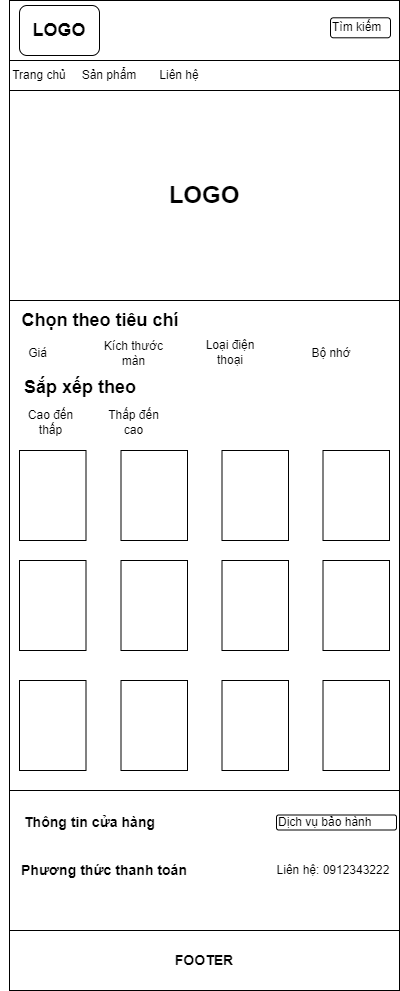 LOGO
Tìm kiếm
Trang chủ Sản phẩm Liên hệ
LOGO
Chọn theo tiêu chí
Giá
Kích thước
màn
Loại điện
thoại
Bộ nhớ
Sắp xếp theo
Cao đến
thấp
Thấp đến
cao
Thông tin cửa hàng
Dịch vụ bảo hành
Phương thức thanh toán
Liên hệ: 0912343222
FOOTER